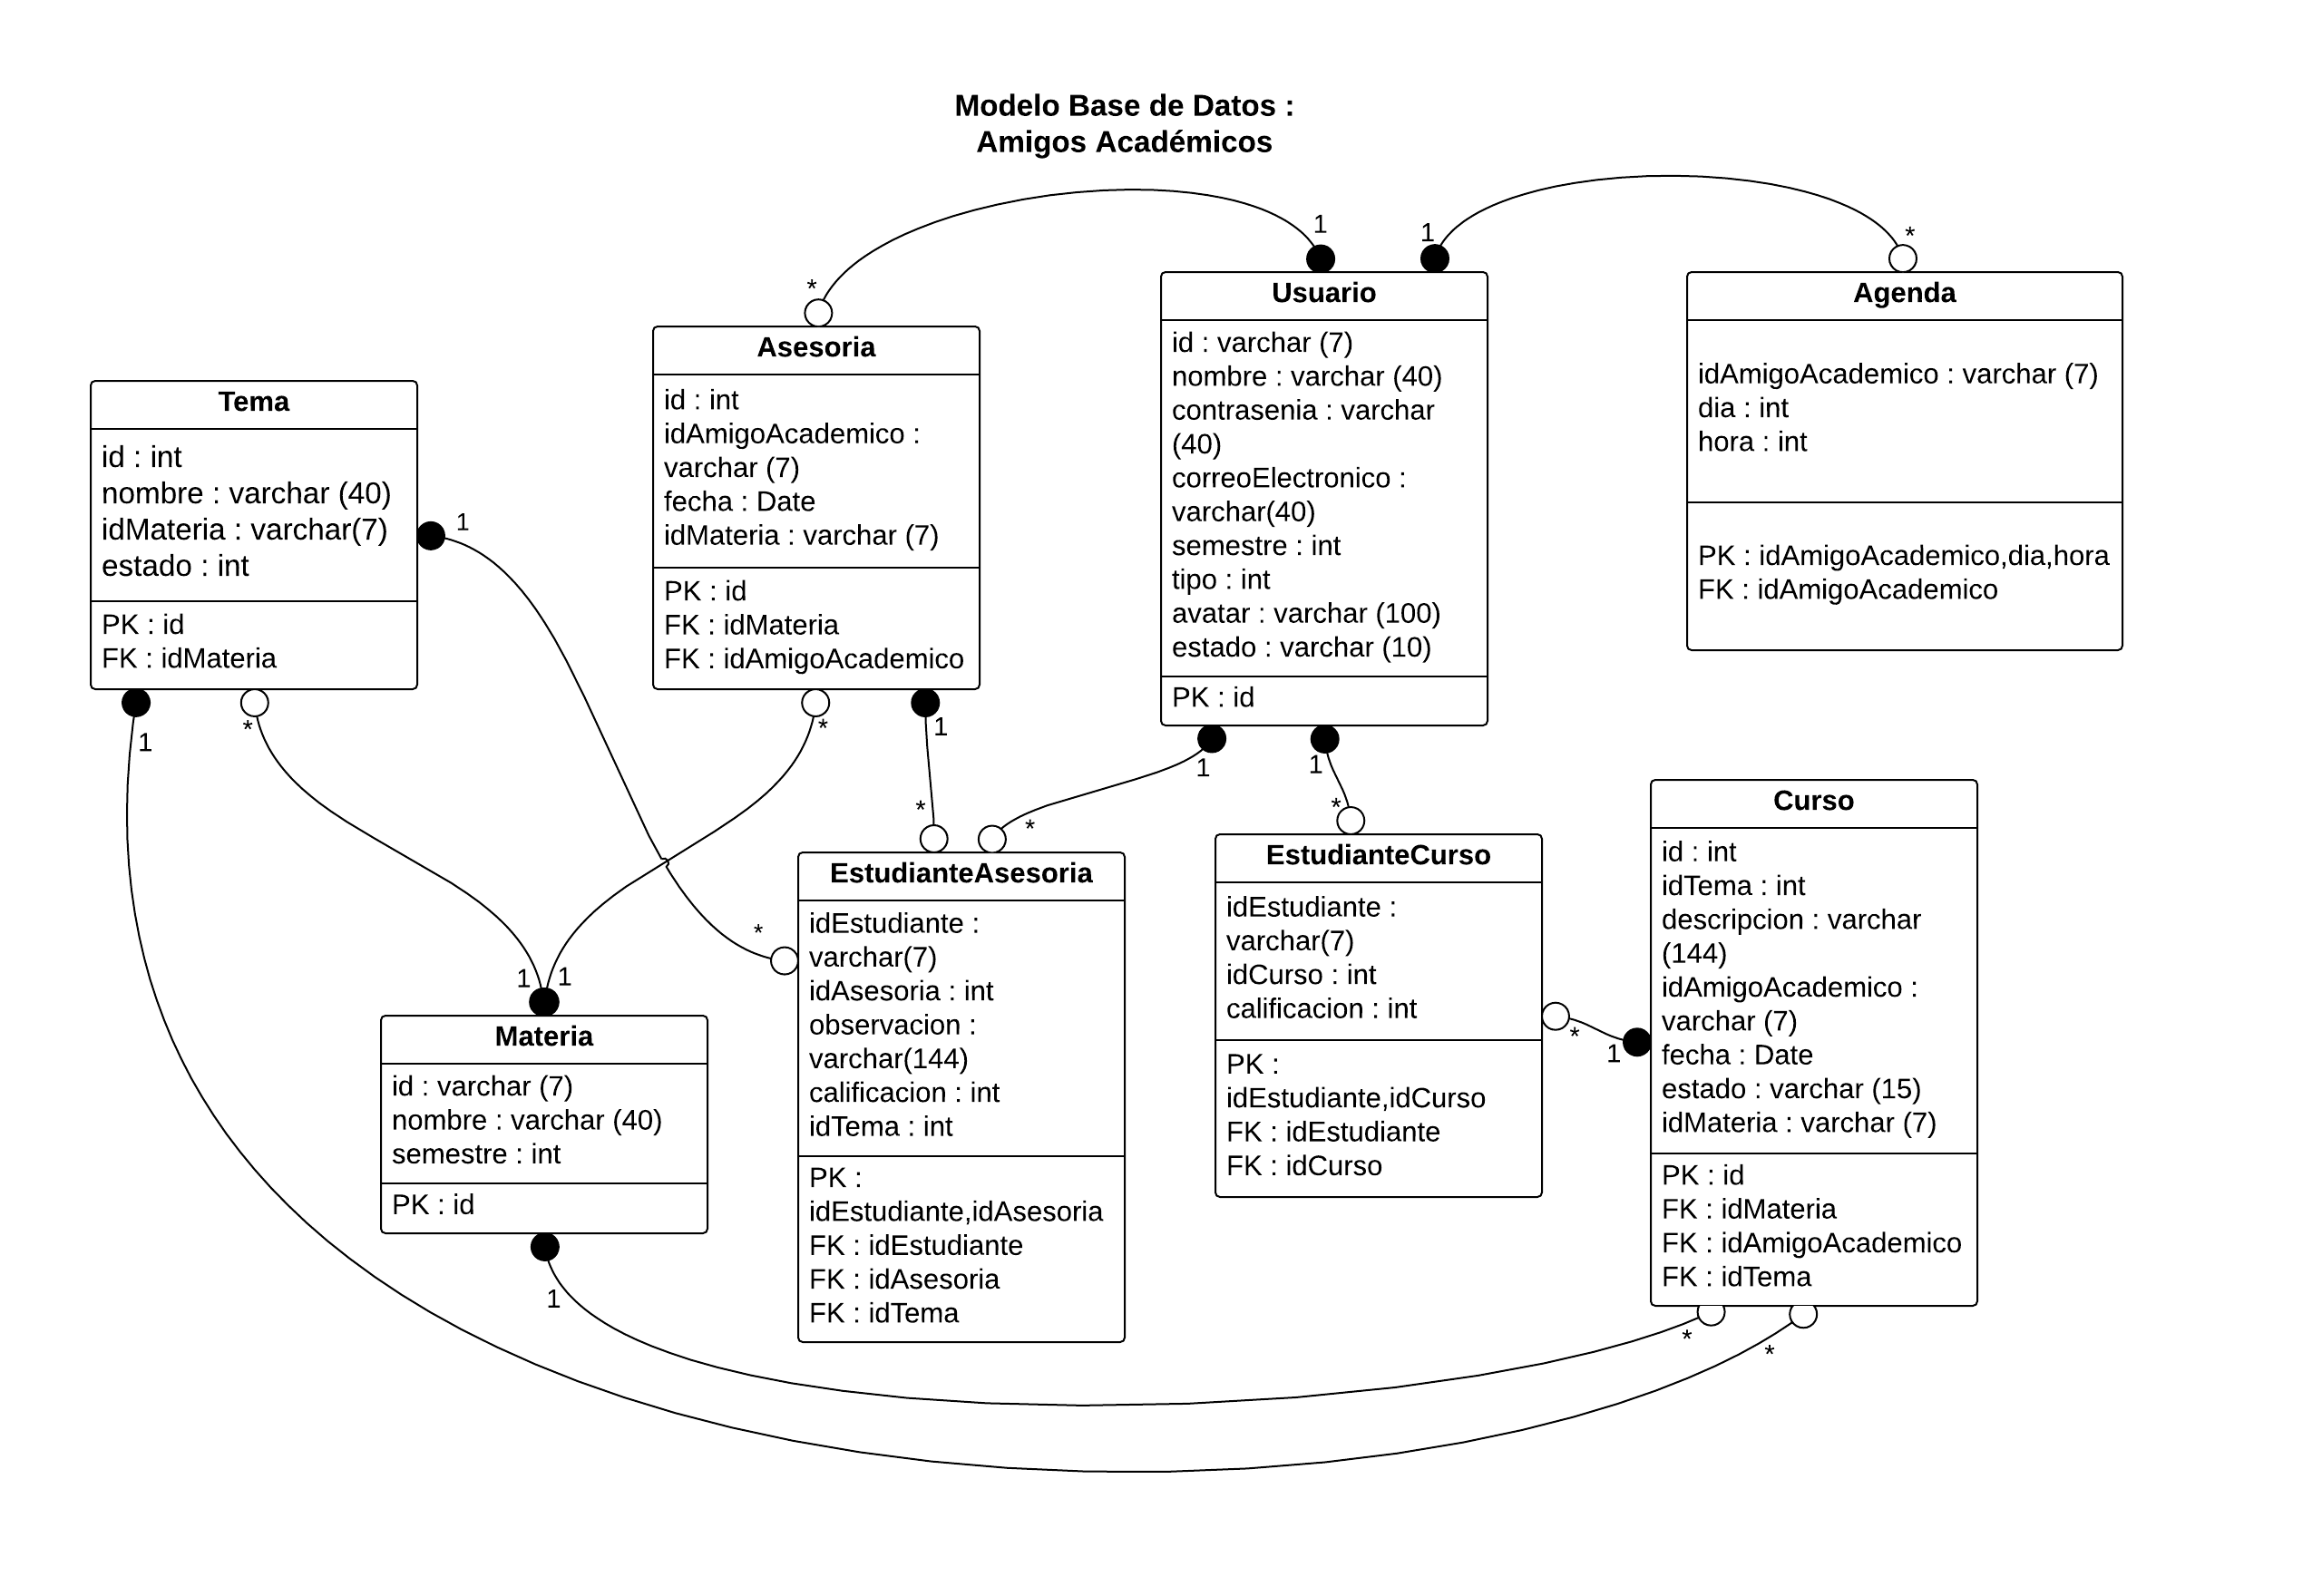 Modelo Base de Datos :
Amigos Académicos
1
1
*
*
Usuario
id : varchar (7)
nombre : varchar (40)
contrasenia : varchar
(40)
correoElectronico :
varchar(40)
semestre : int
tipo : int
avatar : varchar (100)
estado : varchar (10)
PK : id
1
1
Agenda
idAmigoAcademico : varchar (7)
dia : int
hora : int
PK : idAmigoAcademico,dia,hora
FK : idAmigoAcademico
Asesoria
id : int
idAmigoAcademico :
varchar (7)
fecha : Date
idMateria : varchar (7)
PK : id
FK : idMateria
FK : idAmigoAcademico
*
1
Tema
id : int
nombre : varchar (40)
idMateria : varchar(7)
estado : int
PK : id
FK : idMateria
1
1
*
*
*
*
*
EstudianteAsesoria
idEstudiante :
varchar(7)
idAsesoria : int
observacion :
varchar(144)
calificacion : int
idTema : int
PK :
idEstudiante,idAsesoria
FK : idEstudiante
FK : idAsesoria
FK : idTema
EstudianteCurso
idEstudiante :
varchar(7)
idCurso : int
calificacion : int
PK :
idEstudiante,idCurso
FK : idEstudiante
FK : idCurso
*
1
Curso
id : int
idTema : int
descripcion : varchar
(144)
idAmigoAcademico :
varchar (7)
fecha : Date
estado : varchar (15)
idMateria : varchar (7)
PK : id
FK : idMateria
FK : idAmigoAcademico
FK : idTema
1
1
Materia
id : varchar (7)
nombre : varchar (40)
semestre : int
PK : id
1
*
*